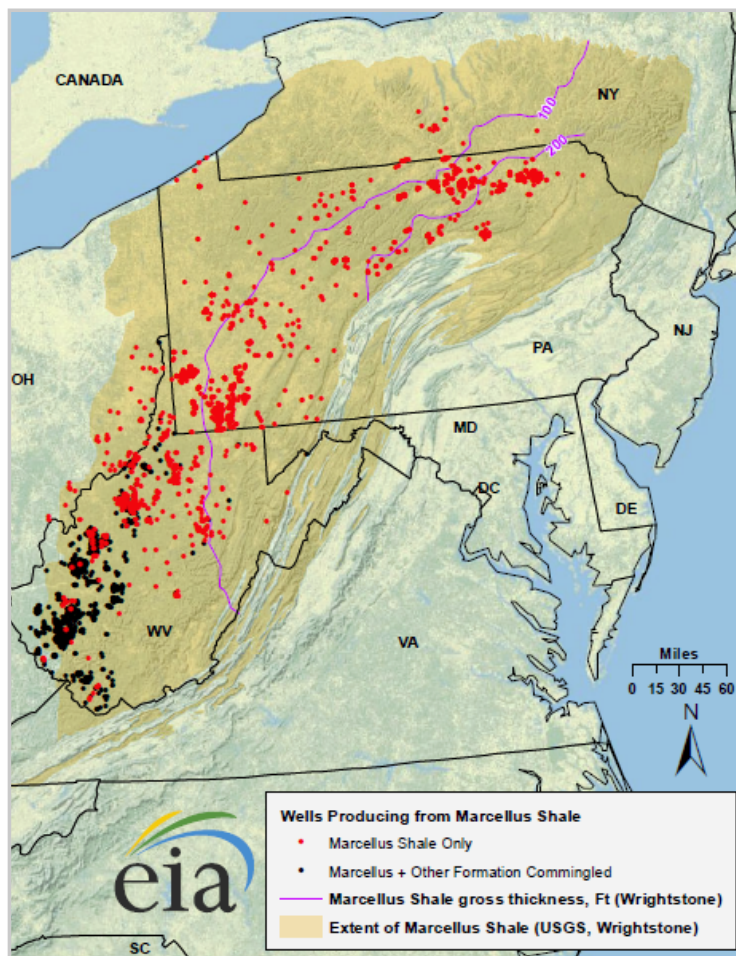 CANADA
NY
100
200
PA
NJ
OH
MD
DC
DE
WV
VA
Miles
0 15 30 45 60
N
Wells Producing from Marcellus Shale
Marcellus Shale Only
Marcellus + Other Formation Commingled
Marcellus Shale gross thickness, Ft (Wrightstone)
Extent of Marcellus Shale (USGS, Wrightstone)
eia
SC